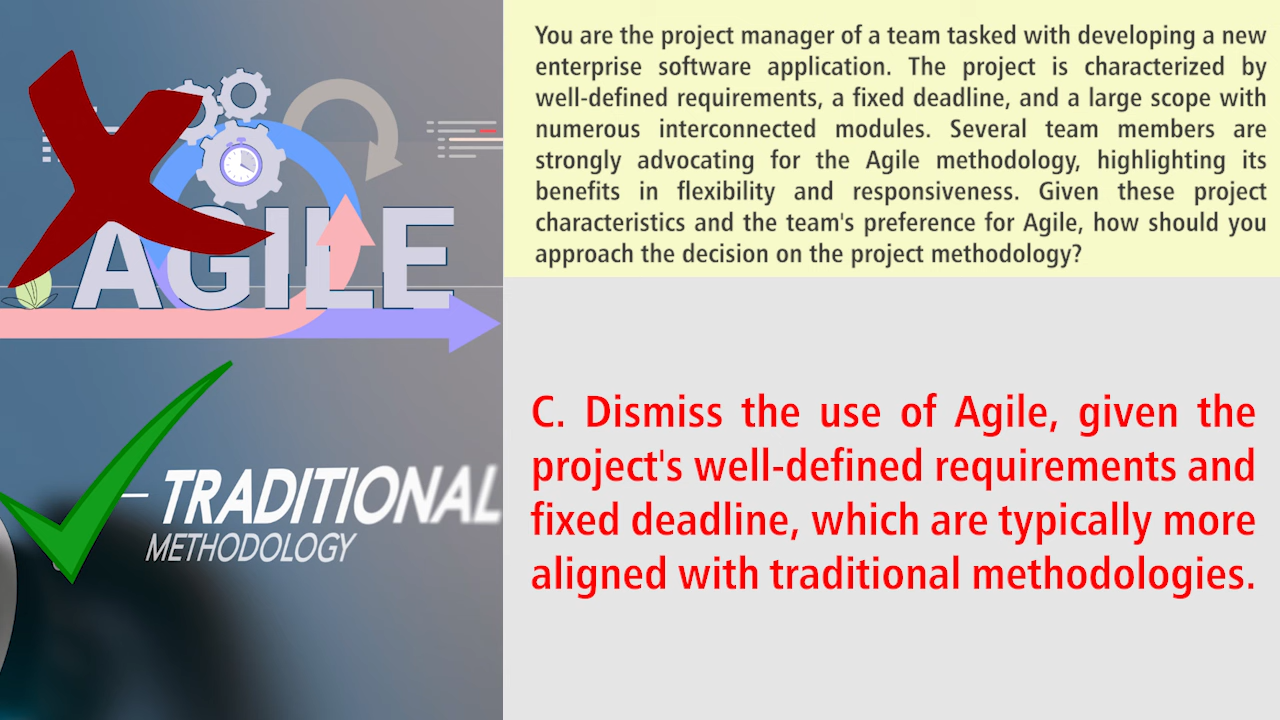 AGILE
TRADITIONAL
METHODOLOGY
You are the project manager of a team tasked with developing a new
enterprise software application. The project is characterized by
well-defined requirements, a fixed deadline, and a large scope with
numerous interconnected modules. Several team members are
strongly advocating for the Agile methodology, highlighting its
benefits in flexibility and responsiveness. Given these project
characteristics and the team's preference for Agile, how should you
approach the decision on the project methodology?
C. Dismiss the use of Agile, given the
project's well-defined requirements and
fixed deadline, which are typically more
aligned with traditional methodologies.